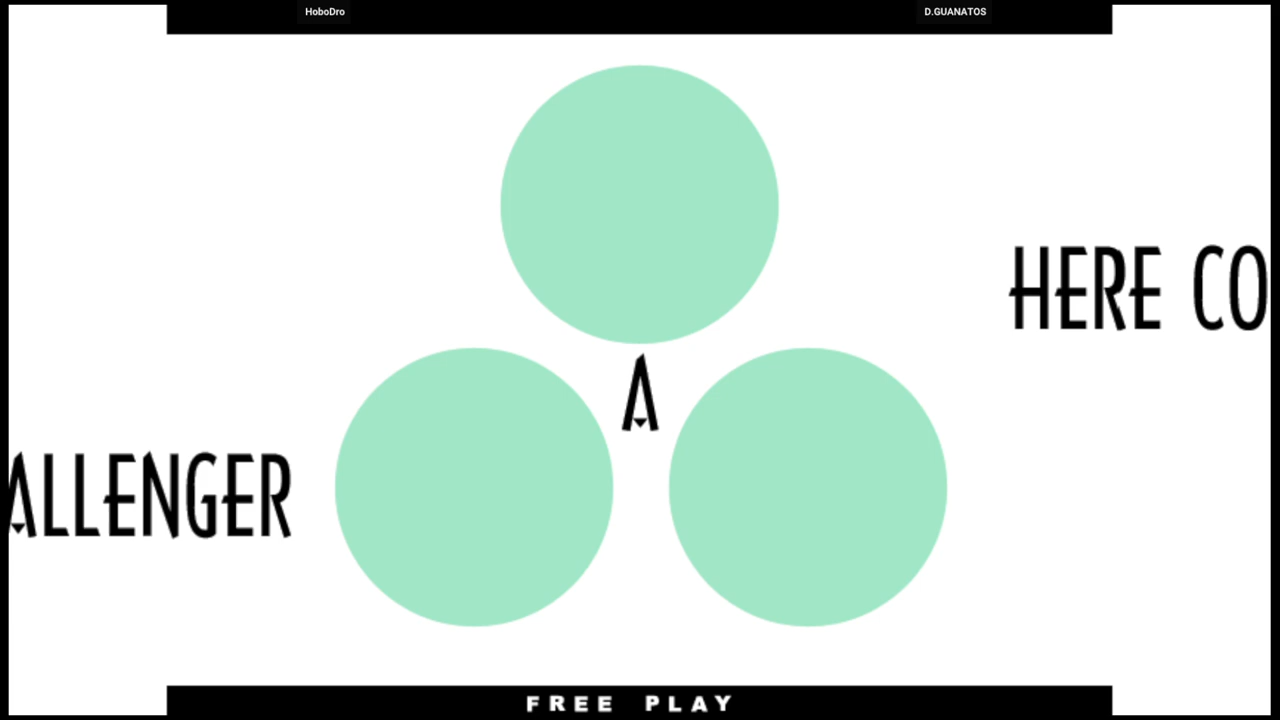 HoboDro
D.GUANATOS
HERE CO
A
ALLENGER
FREE PLAY